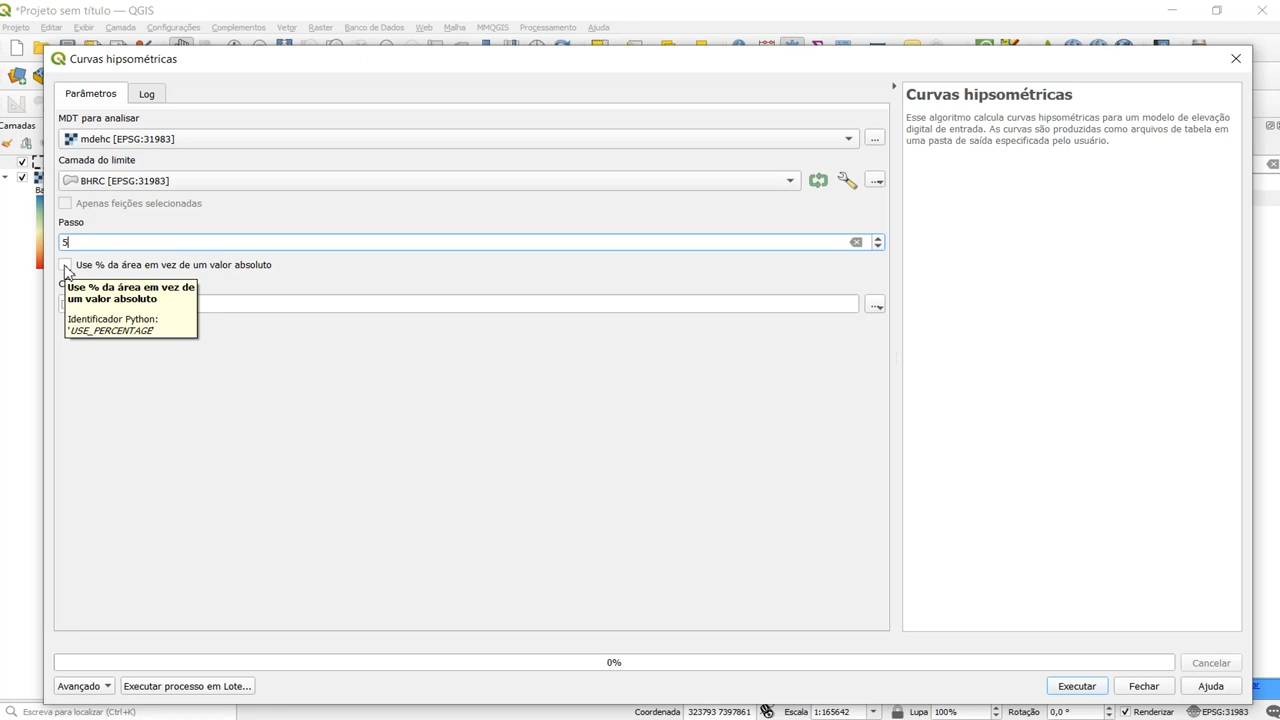 *Projeto sem título — QGIS
Projeto Editar Exibir Camada Configurações Complementos Vetor Raster Banco de Dados Web Malha MMQGIS Processamento Ajuda
Curvas hipsométricas
Parâmetros Log
Curvas hipsométricas
Esse algoritmo calcula curvas hipsométricas para um modelo de elevação
digital de entrada. As curvas são produzidas como arquivos de tabela em
uma pasta de saída especificada pelo usuário.
MDT para analisar
mdehc [EPSG:31983]
Camadas
Camada do limite
BHRC [EPSG:31983]
Apenas feições selecionadas
Passo
5
Use % da área em vez de um valor absoluto
Use % da área em vez de
um valor absoluto
Identificador Python:
'USE_PERCENTAGE'
0%
Cancelar
Avançado Executar processo em Lote... Executar Fechar Ajuda
Escreva para localizar (Ctrl+K) Coordenada 323793 7397861 Escala 1:165642 Lupa 100% Rotação 0,0 ° Renderizar EPSG:31983